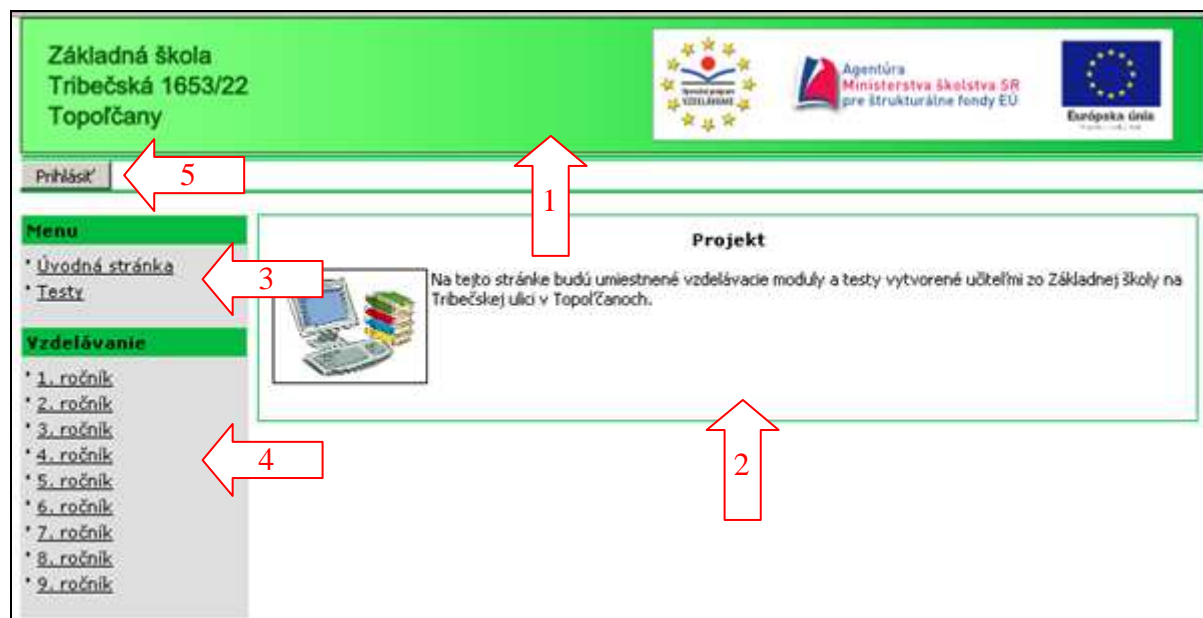 Základná škola
Tribečská 1653/22
Topoľčany
VZDELÁVANIE
Agentúra
Ministerstva školstva SR
pre štrukturálne fondy EÚ
Európska únia
Prihlásiť
5
1
Menu
Úvodná stránka
Testy
3
Vzdelávanie
1. ročník
2. ročník
3. ročník
4. ročník
5. ročník
6. ročník
7. ročník
8. ročník
9. ročník
4
Projekt
Na tejto stránke budú umiestnené vzdelávacie moduly a testy vytvorené učiteľmi zo Základnej školy na
Tribečskej ulici v Topoľčanoch.
2